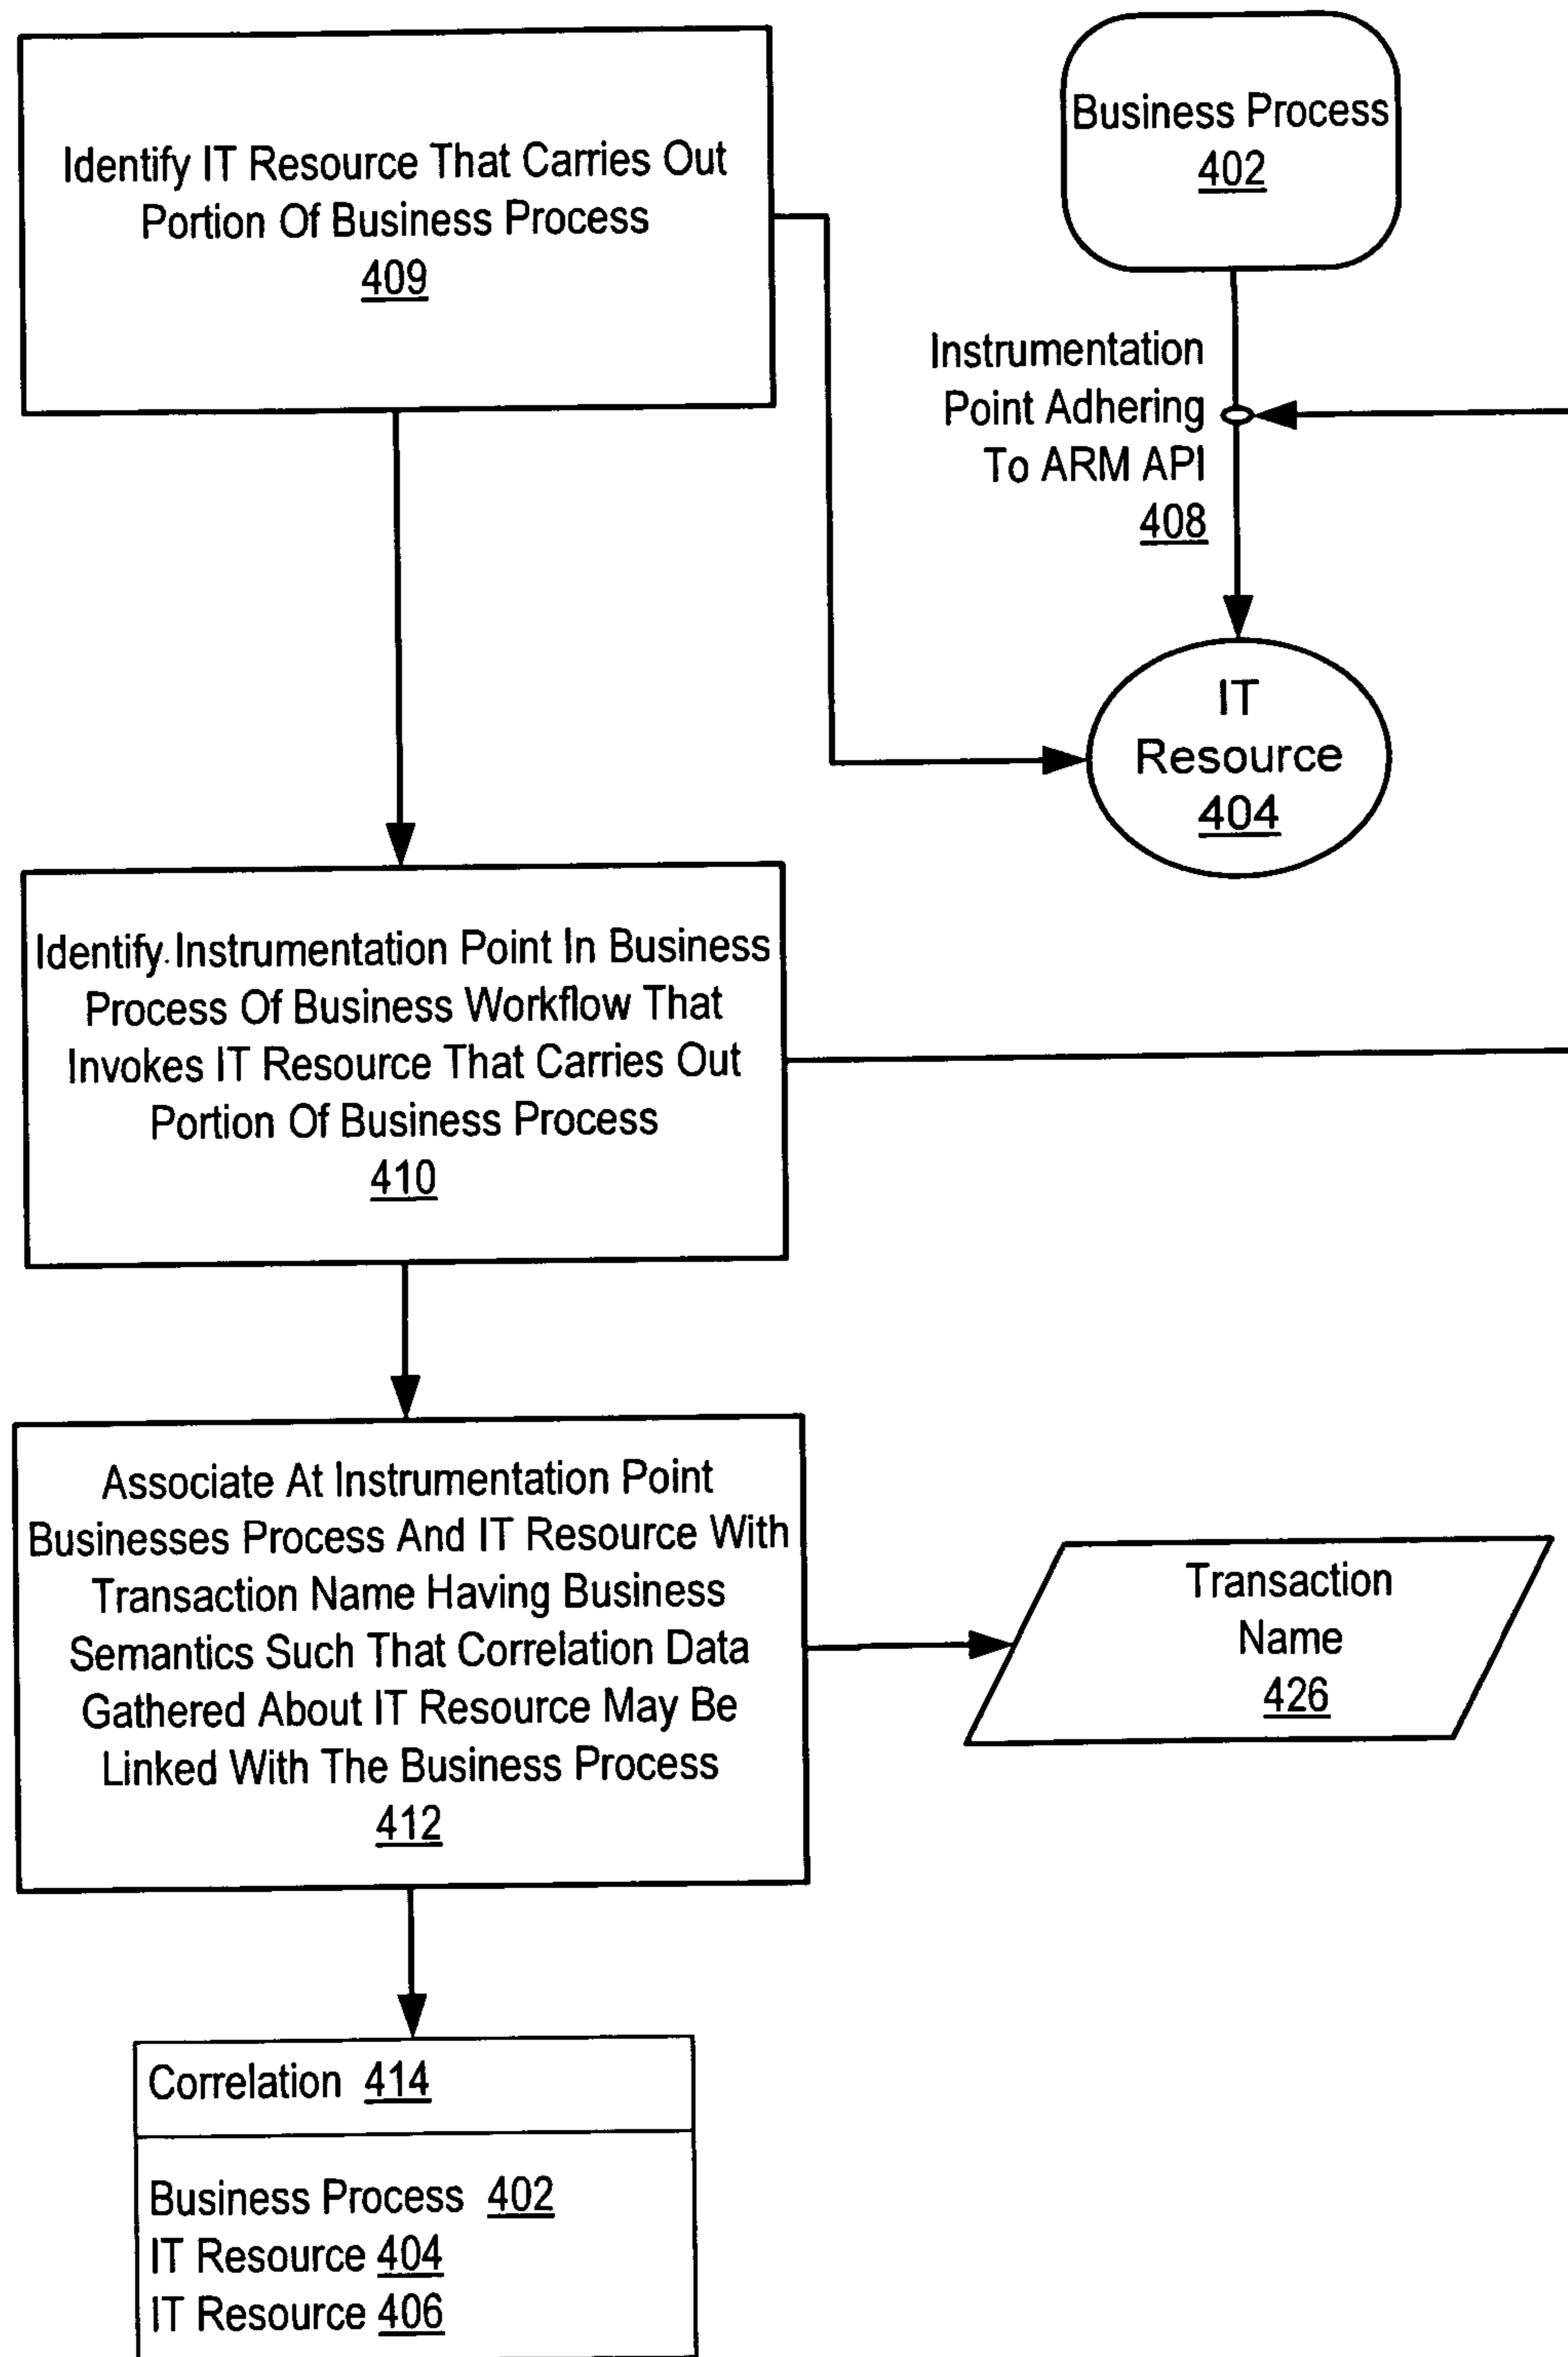 Identify IT Resource That Carries Out
Portion Of Business Process
409
Business Process
402
Instrumentation
Point Adhering
To ARM API
408
IT
Resource
404
Identify Instrumentation Point In Business
Process Of Business Workflow That
Invokes IT Resource That Carries Out
Portion Of Business Process
410
Associate At Instrumentation Point
Businesses Process And IT Resource With
Transaction Name Having Business
Semantics Such That Correlation Data
Gathered About IT Resource May Be
Linked With The Business Process
412
Transaction
Name
426
Correlation 414
Business Process 402
IT Resource 404
IT Resource 406